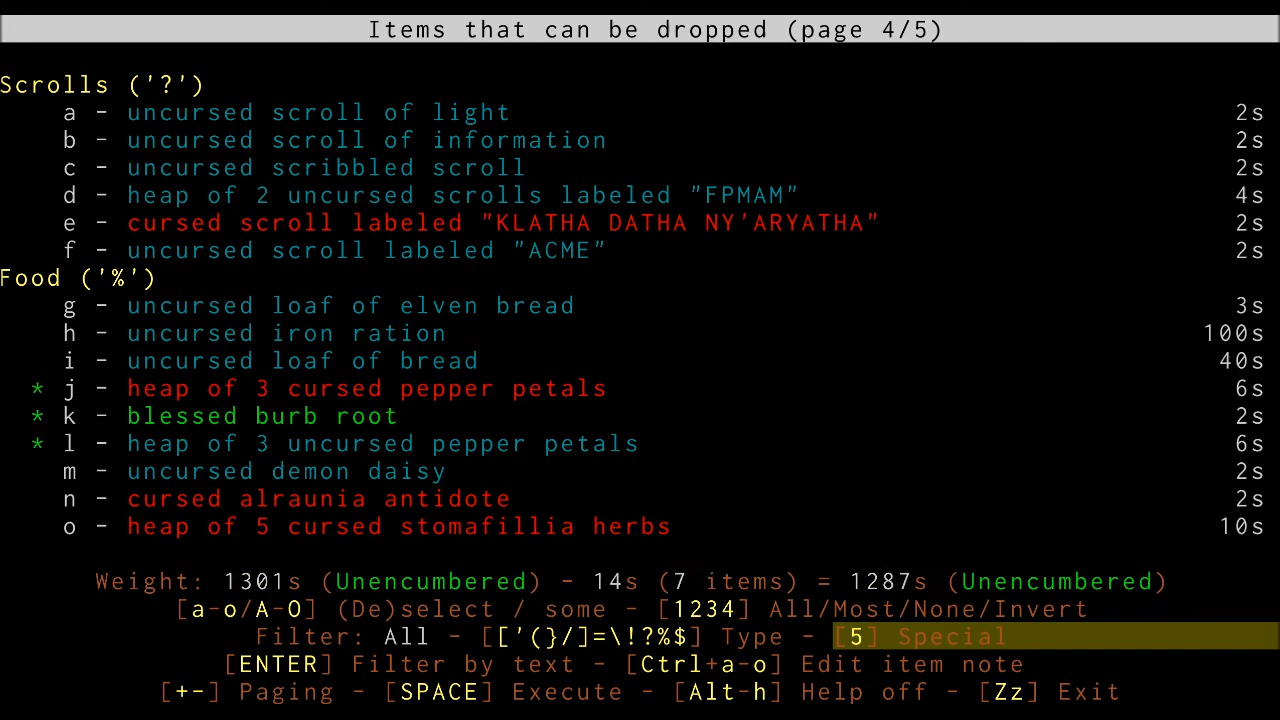 Items that can be dropped (page 4/5)
Scrolls ('?')
a - uncursed scroll of light 2s
b - uncursed scroll of information 2s
c - uncursed scribbled scroll 2s
d - heap of 2 uncursed scrolls labeled "FPMAM" 4s
e - cursed scroll labeled "KLATHA DATHA NY'ARYATHA" 2s
f - uncursed scroll labeled "ACME" 2s
Food ('%')
g - uncursed loaf of elven bread 3s
h - uncursed iron ration 100s
i - uncursed loaf of bread 40s
* j - heap of 3 cursed pepper petals 6s
* k - blessed burb root 2s
* l - heap of 3 uncursed pepper petals 6s
m - uncursed demon daisy 2s
n - cursed alraunia antidote 2s
o - heap of 5 cursed stomafillia herbs 10s
Weight: 1301s (Unencumbered) - 14s (7 items) = 1287s (Unencumbered)
[a-o/A-O] (De)select / some - [1234] All/Most/None/Invert
Filter: All - [['(}/]=\!?%$] Type - [5] Special
[ENTER] Filter by text - [Ctrl+a-o] Edit item note
[+-] Paging - [SPACE] Execute - [Alt-h] Help off - [Zz] Exit